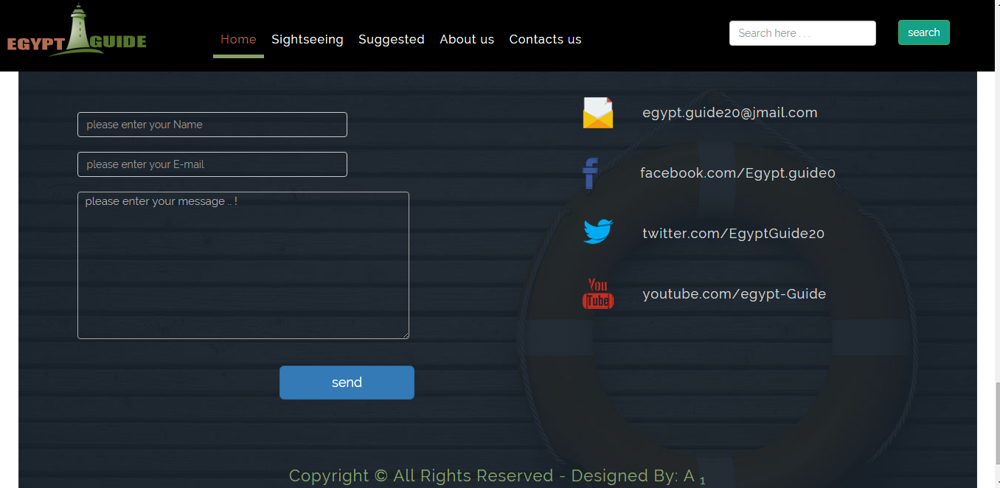 EGYPT GUIDE
Home Sightseeing Suggested About us Contacts us
Search here . . .
search
please enter your Name
please enter your E-mail
please enter your message .. !
send
egypt.guide20@jmail.com
facebook.com/Egypt.guide0
twitter.com/EgyptGuide20
You
Tube
youtube.com/egypt-Guide
Copyright © All Rights Reserved - Designed By: A 1